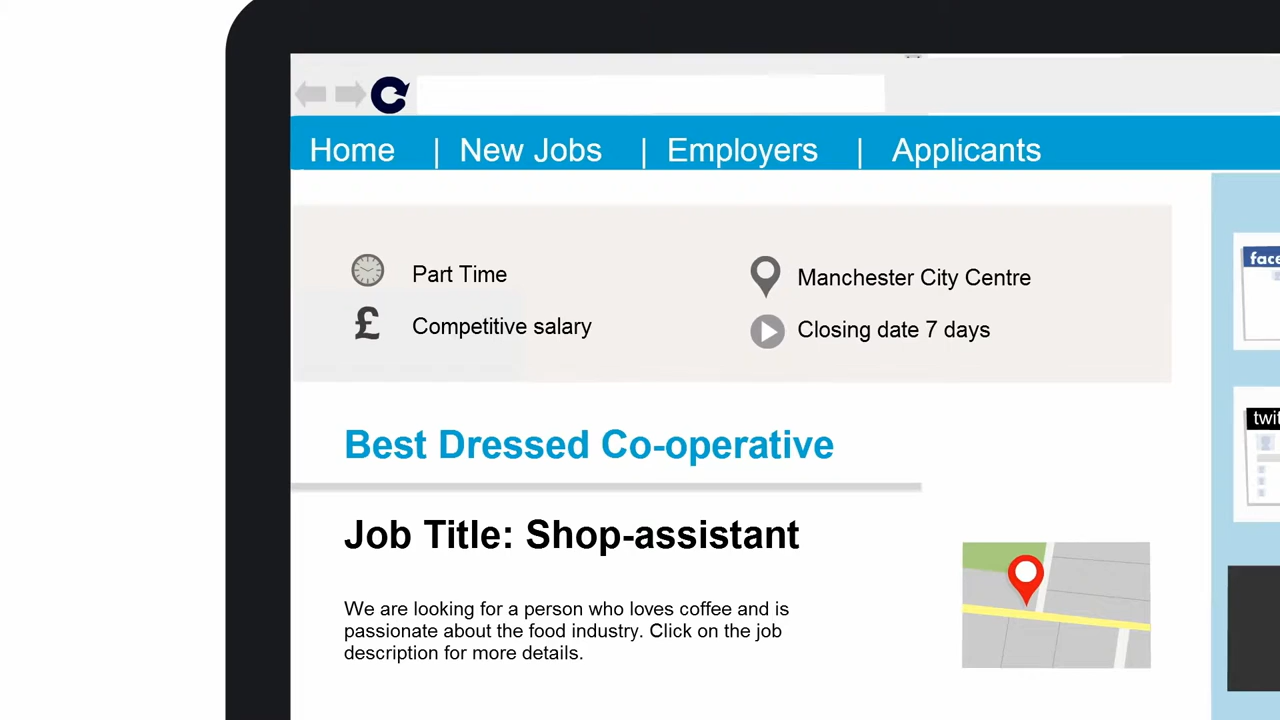 Home | New Jobs | Employers | Applicants
Part Time
Manchester City Centre
£ Competitive salary
Closing date 7 days
Best Dressed Co-operative
Job Title: Shop-assistant
We are looking for a person who loves coffee and is
passionate about the food industry. Click on the job
description for more details.
face
twit